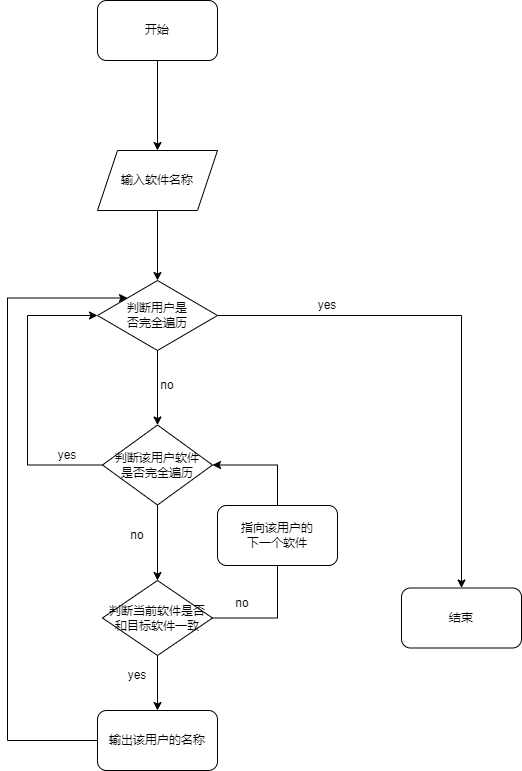 开始
输入软件名称
判断用户是
否完全遍历
yes
no
判断该用户软件
是否完全遍历
yes
no
指向该用户的
下一个软件
判断当前软件是否
和目标软件一致
no
yes
结束
输出该用户的名称